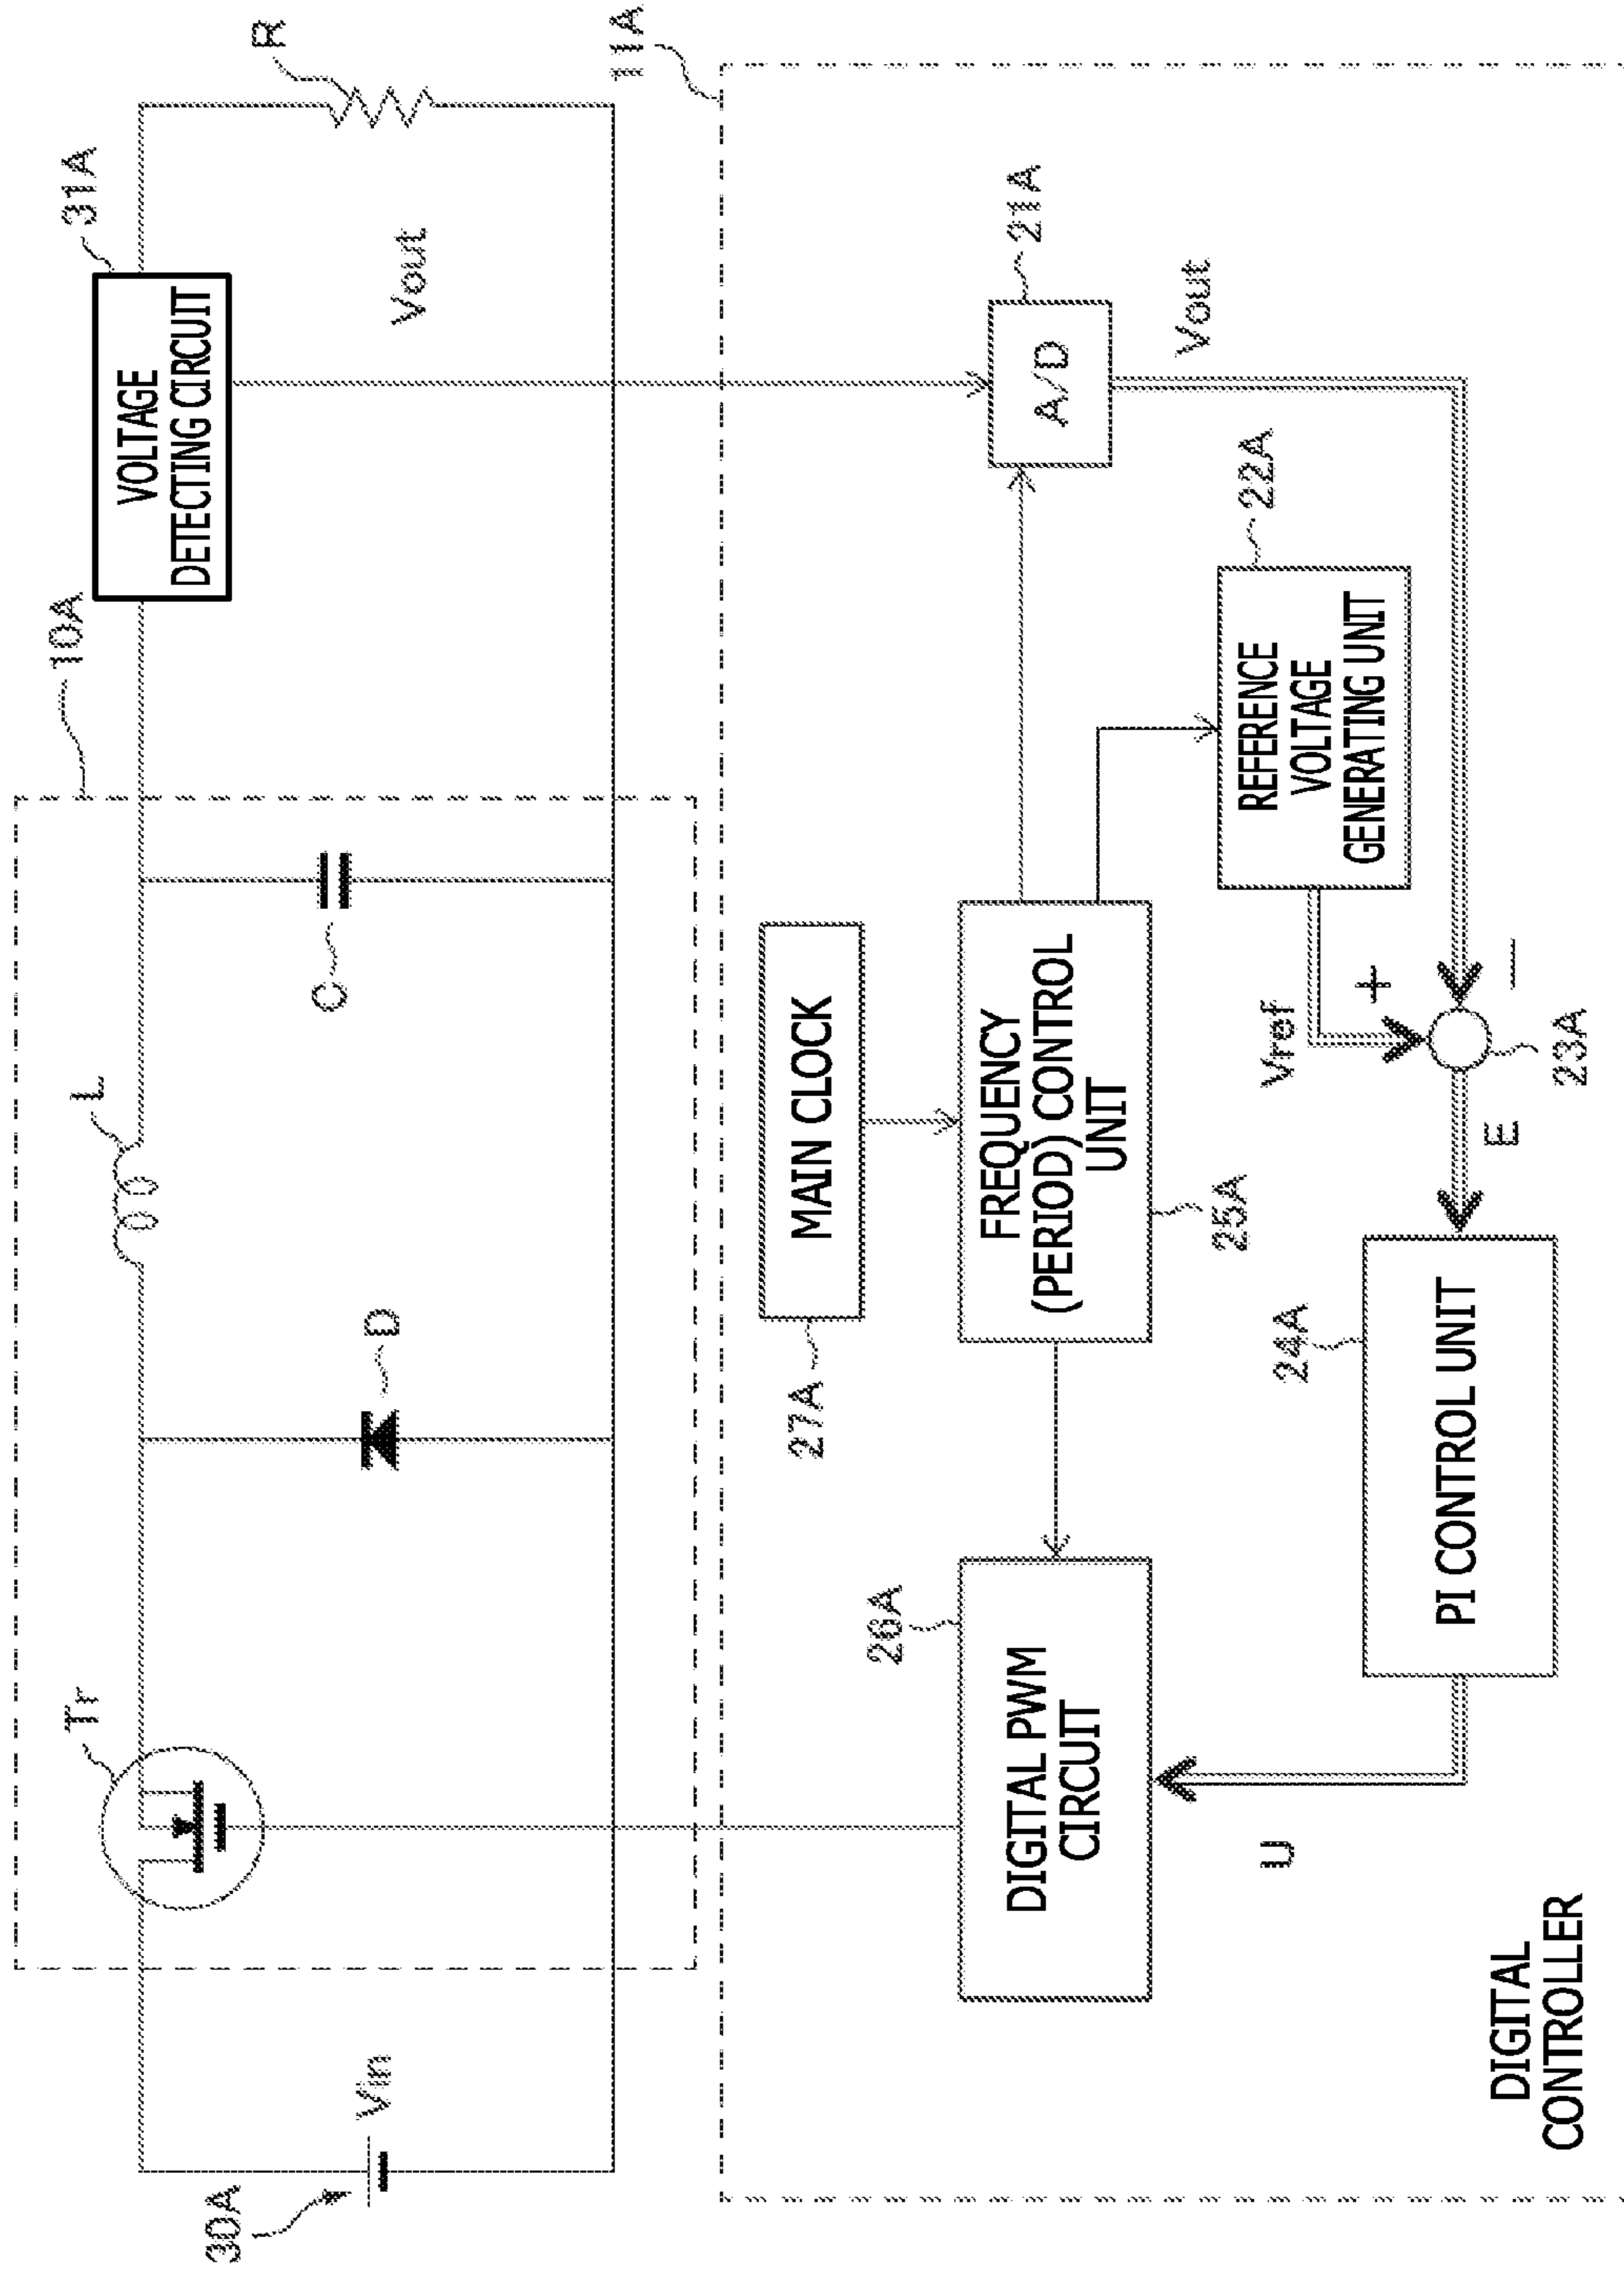 10A
31A
Tr
L
VOLTAGE
DETECTING CIRCUIT
R
30A
Vin
D
C
Vout
11A
27A
MAIN CLOCK
26A
DIGITAL PWM
CIRCUIT
FREQUENCY
(PERIOD) CONTROL
UNIT
25A
A/D
21A
Vout
22A
REFERENCE
VOLTAGE
GENERATING UNIT
U
24A
PI CONTROL UNIT
Vref
+
−
E
23A
DIGITAL
CONTROLLER